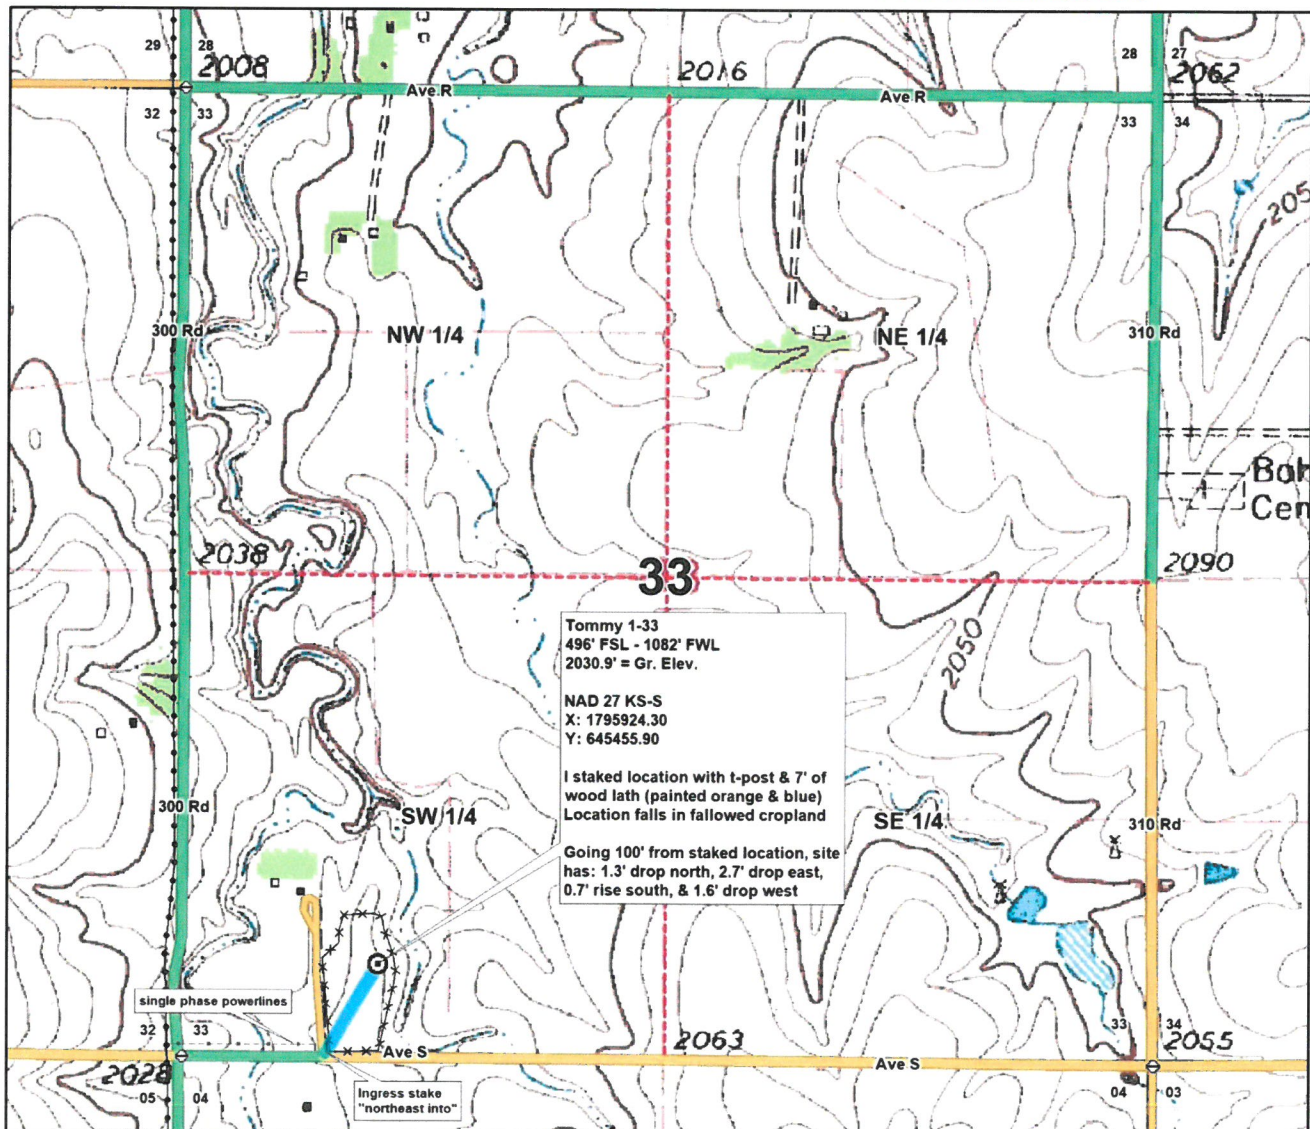 29
28
2008
2016
28
27
2062
Ave R
Ave R
32
33
33
34
205
300 Rd
NW 1/4
NE 1/4
310 Rd
Boh
Cen
2038
33
2090
Tommy 1-33
496' FSL - 1082' FWL
2030.9' = Gr. Elev.
NAD 27 KS-S
X: 1795924.30
Y: 645455.90
I staked location with t-post & 7' of
wood lath (painted orange & blue)
Location falls in fallowed cropland
Going 100' from staked location, site
has: 1.3' drop north, 2.7' drop east,
0.7' rise south, & 1.6' drop west
2050
300 Rd
SW 1/4
SE 1/4
310 Rd
single phase powerlines
32
33
33
34
2063
2055
Ave S
Ave S
2028
05
04
04
03
Ingress stake
"northeast into"